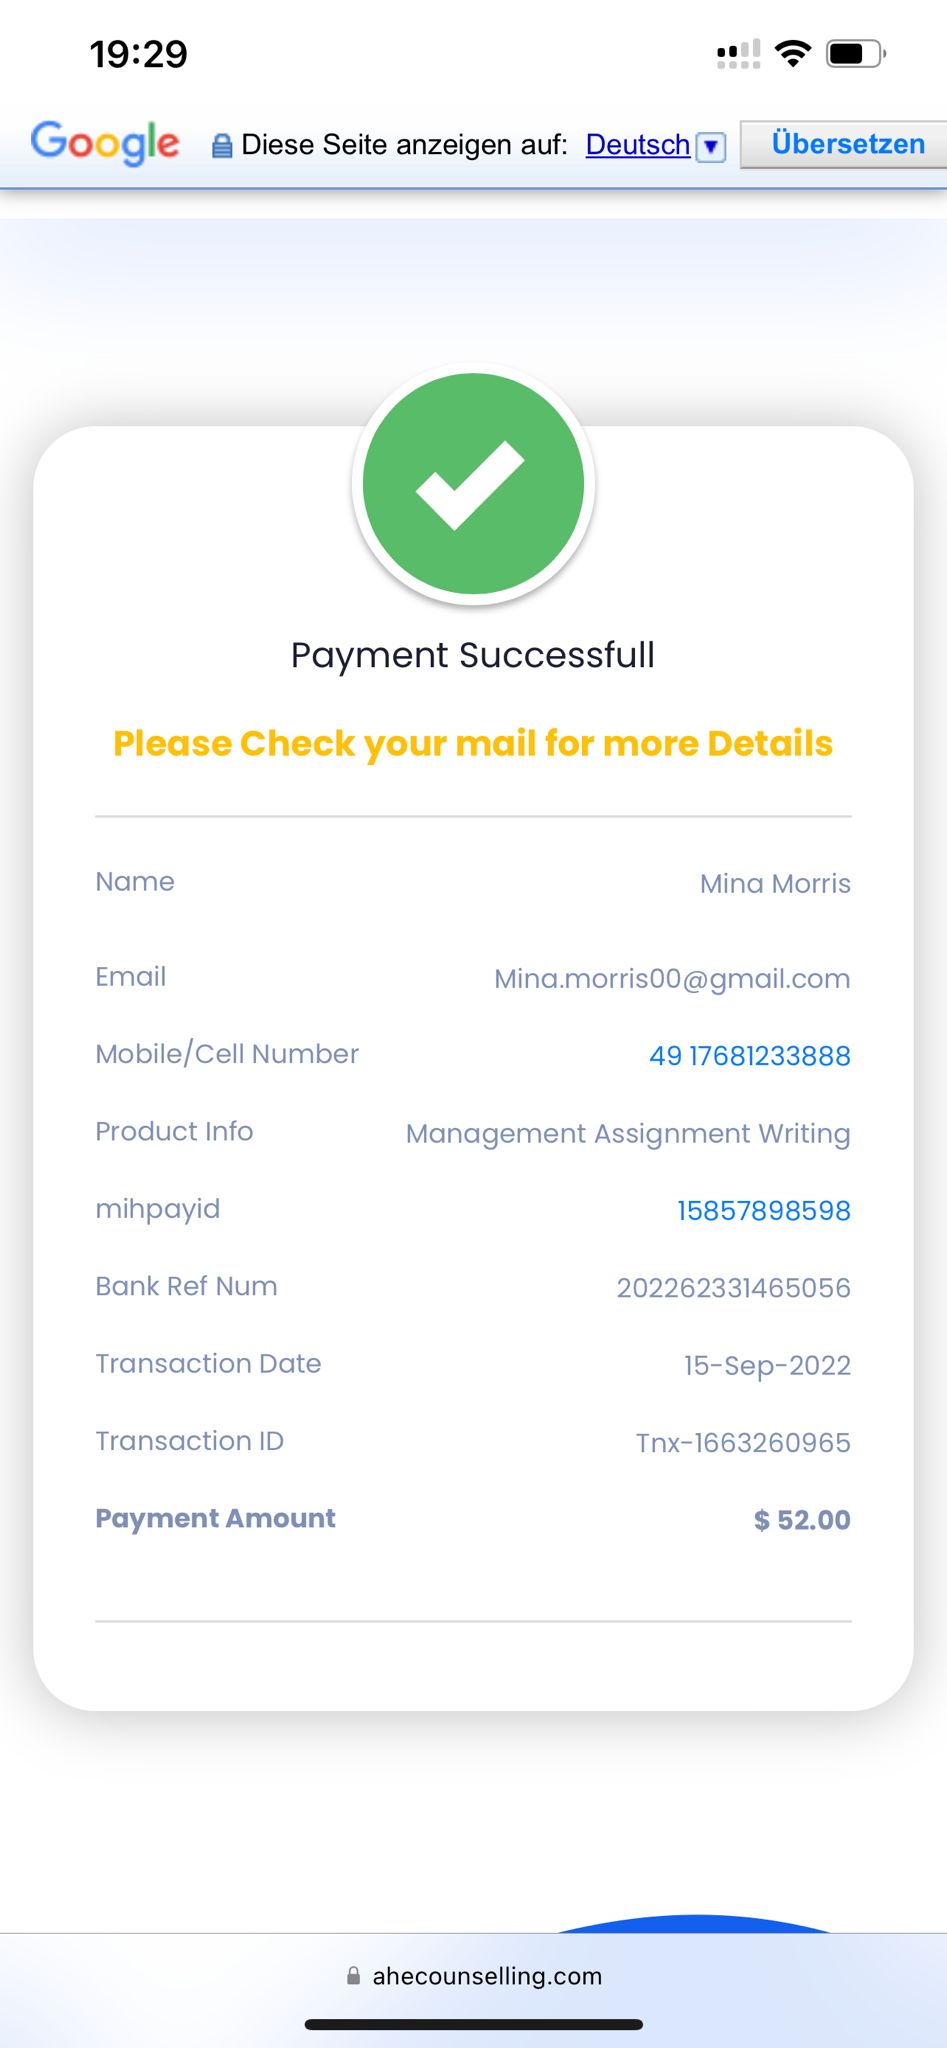 19:29
Google Diese Seite anzeigen auf: Deutsch Übersetzen
Payment Successfull
Please Check your mail for more Details
Name Mina Morris
Email Mina.morris00@gmail.com
Mobile/Cell Number 49 17681233888
Product Info Management Assignment Writing
mihpayid 15857898598
Bank Ref Num 202262331465056
Transaction Date 15-Sep-2022
Transaction ID Tnx-1663260965
Payment Amount $ 52.00
ahecounselling.com